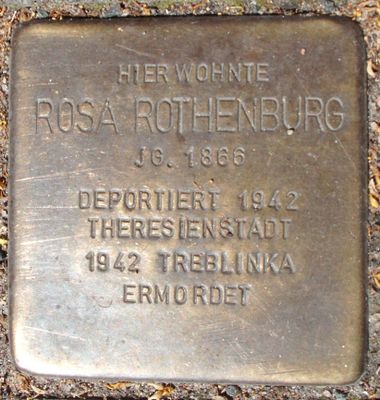 HIER WOHNTE
ROSA ROTHENBURG
JG. 1866
DEPORTIERT 1942
THERESIENSTADT
1942 TREBLINKA
ERMORDET